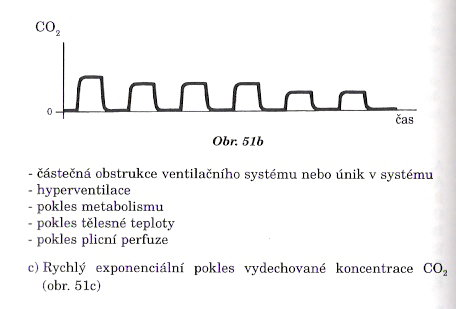 CO₂
0
čas
Obr. 51b
- částečná obstrukce ventilačního systému nebo únik v systému
- hyperventilace
- pokles metabolismu
- pokles tělesné teploty
- pokles plicní perfuze
c) Rychlý exponenciální pokles vydechované koncentrace CO₂
(obr. 51c)